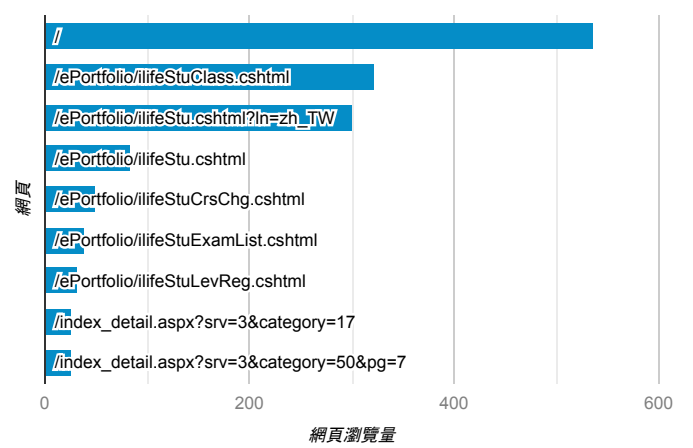 /
/ePortfolio/ilifeStuClass.cshtml
/ePortfolio/ilifeStu.cshtml?ln=zh_TW
/ePortfolio/ilifeStu.cshtml
/ePortfolio/ilifeStuCrsChg.cshtml
/ePortfolio/ilifeStuExamList.cshtml
/ePortfolio/ilifeStuLevReg.cshtml
/index_detail.aspx?srv=3&category=17
/index_detail.aspx?srv=3&category=50&pg=7
網頁
0 200 400 600
網頁瀏覽量